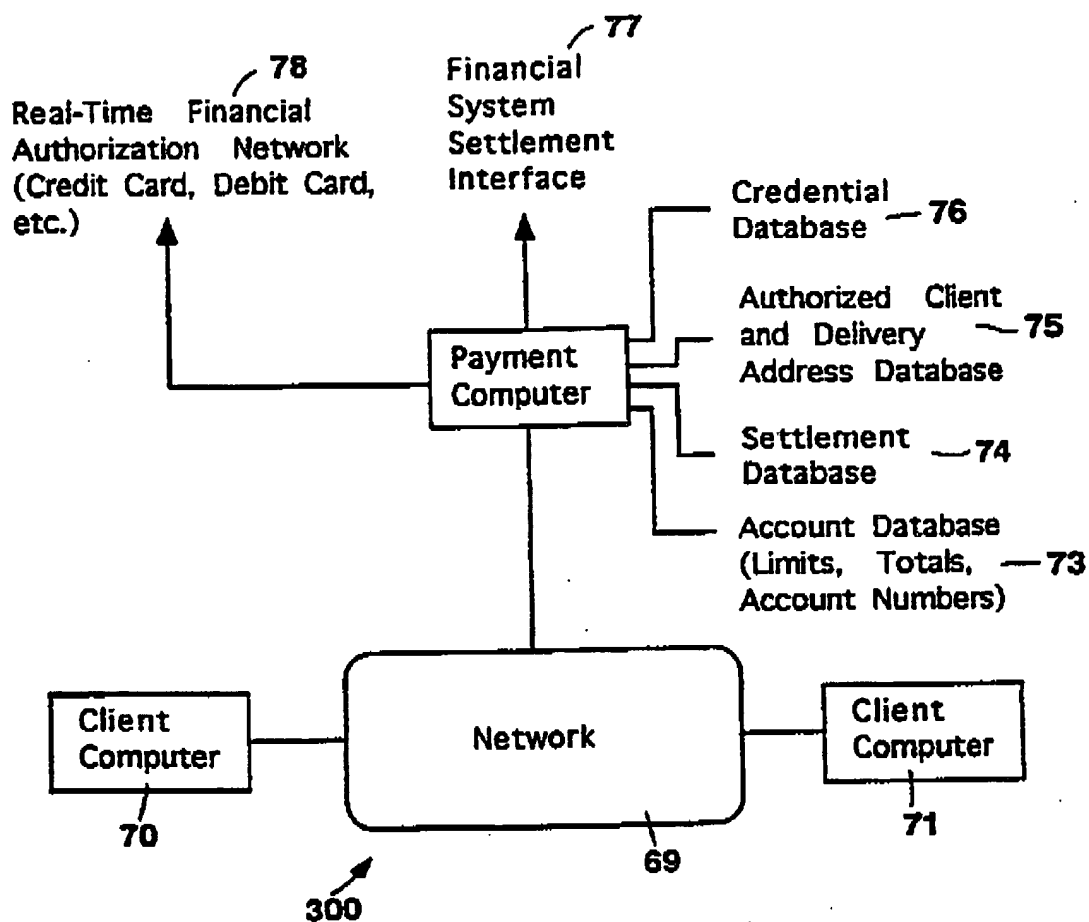 77
78
Financial
System
Settlement
Interface
Real-Time Financial
Authorization Network
(Credit Card, Debit Card,
etc.)
Credential
Database
76
Authorized Client
and Delivery
Address Database
75
Payment
Computer
Settlement
Database
74
Account Database
(Limits, Totals,
Account Numbers)
73
Client
Computer
Network
Client
Computer
70
69
71
300